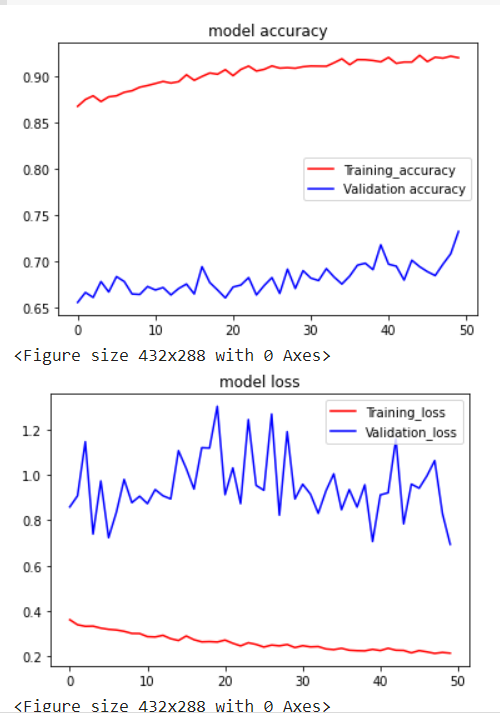 model accuracy
0.90
0.85
0.80
0.75
0.70
0.65
Training_accuracy
Validation accuracy
0 10 20 30 40 50
<Figure size 432x288 with 0 Axes>
model loss
1.2
1.0
0.8
0.6
0.4
0.2
Training_loss
Validation_loss
0 10 20 30 40 50
<Figure size 432x288 with 0 Axes>